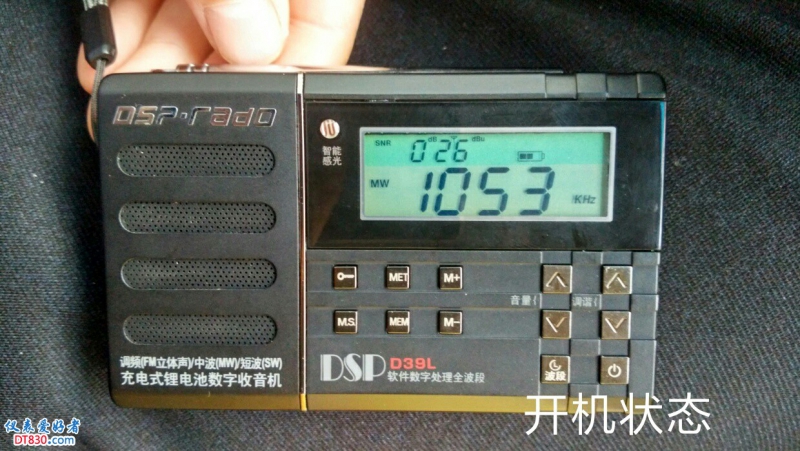 DSP·rado
智能
感光
SNR
026
dB
dBu
MW
1053
KHz
MET
M+
M.S.
MEM
M-
音量
调谐
DSP
D39L
软件数字处理全波段
波段
调频(FM立体声)/中波(MW)/短波(SW)
充电式锂电池数字收音机
开机状态
仪表爱好者
DT830.com